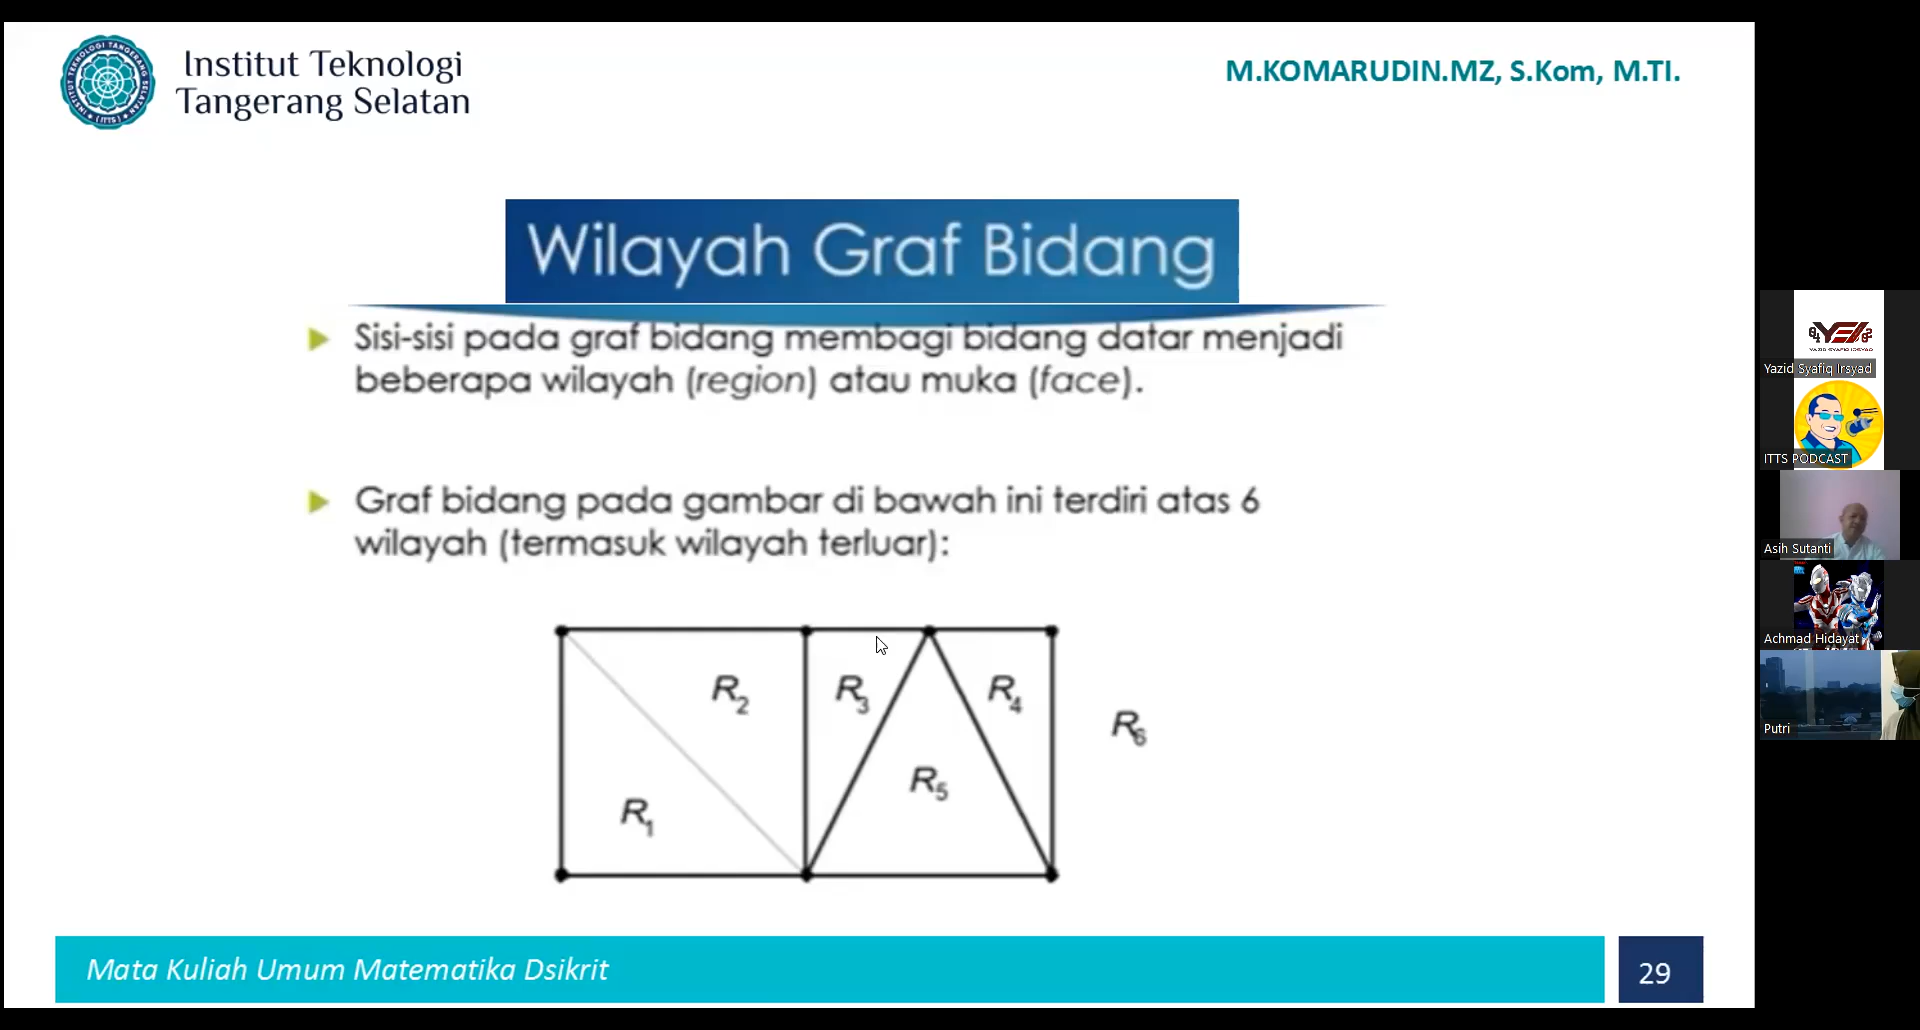 Institut Teknologi
Tangerang Selatan
M.KOMARUDIN.MZ, S.Kom, M.TI.
Wilayah Graf Bidang
Sisi-sisi pada graf bidang membagi bidang datar menjadi
beberapa wilayah (region) atau muka (face).
Graf bidang pada gambar di bawah ini terdiri atas 6
wilayah (termasuk wilayah terluar):
R2
R3
R4
R6
R5
R1
Mata Kuliah Umum Matematika Dsikrit
29
Yazid Syafiq Irsyad
ITTS PODCAST
Asih Sutanti
Achmad Hidayat
Putri